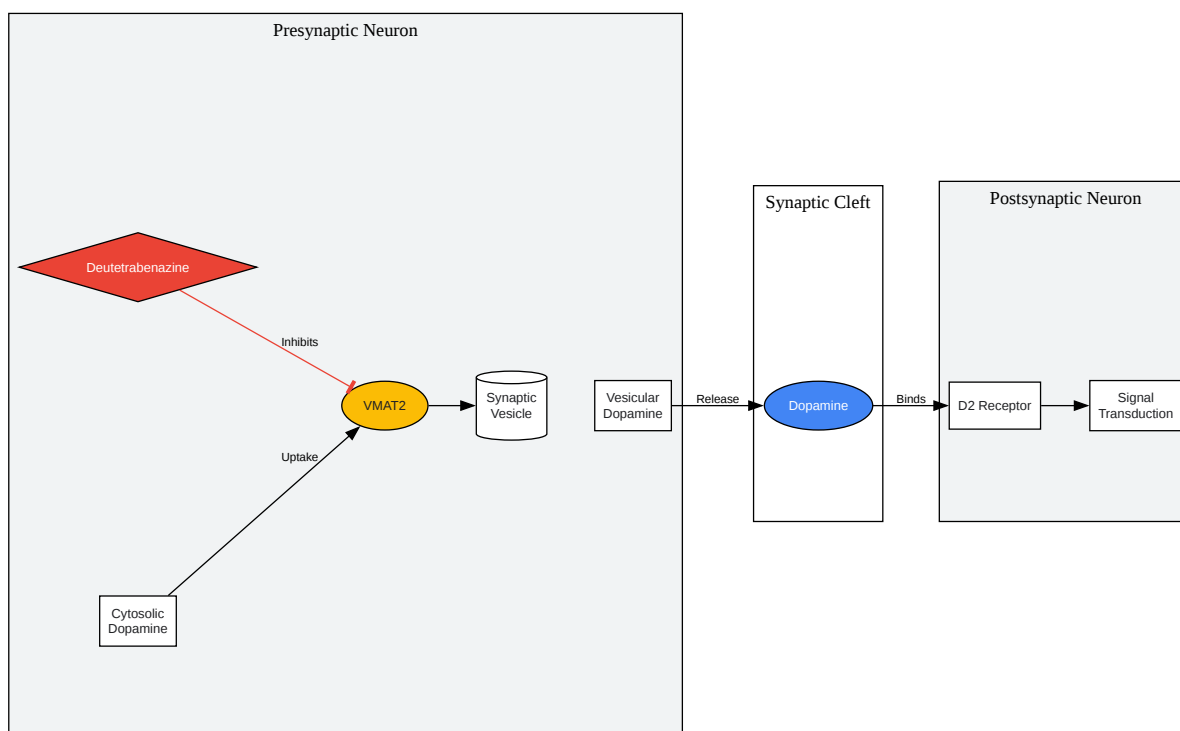 Presynaptic Neuron
Synaptic Cleft
Postsynaptic Neuron
Deutetrabenazine
Inhibits
VMAT2
Synaptic
Vesicle
Vesicular
Dopamine
Release
Dopamine
Binds
D2 Receptor
Signal
Transduction
Uptake
Cytosolic
Dopamine